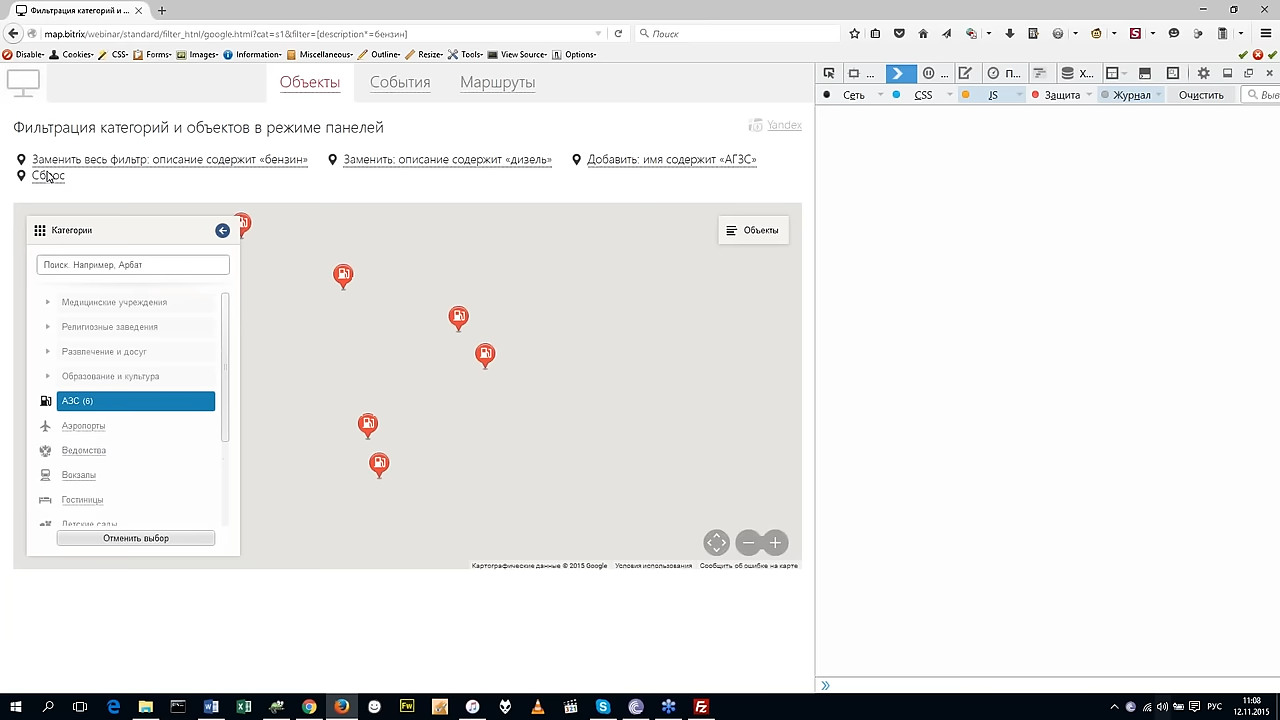 Фильтрация категорий и ...
map.bitrix/webinar/standard/filter_html/google.html?cat=s1&filter=[description*=бензин]
Поиск
Disable- Cookies- CSS- Forms- Images- Information- Miscellaneous- Outline- Resize- Tools- View Source- Options-
Объекты События Маршруты
... ... П... Х...
Сеть CSS JS Защита Журнал Очистить Выв
Фильтрация категорий и объектов в режиме панелей
Yandex
Заменить весь фильтр: описание содержит «бензин» Заменить: описание содержит «дизель» Добавить: имя содержит «АГЗС»
Сброс
Категории
Объекты
Поиск. Например, Арбат
Медицинские учреждения
Религиозные заведения
Развлечение и досуг
Образование и культура
АЗС (6)
Аэропорты
Ведомства
Вокзалы
Гостиницы
Детские сады
Отменить выбор
Картографические данные © 2015 Google Условия использования Сообщить об ошибке на карте
РУС
11:08
12.11.2015